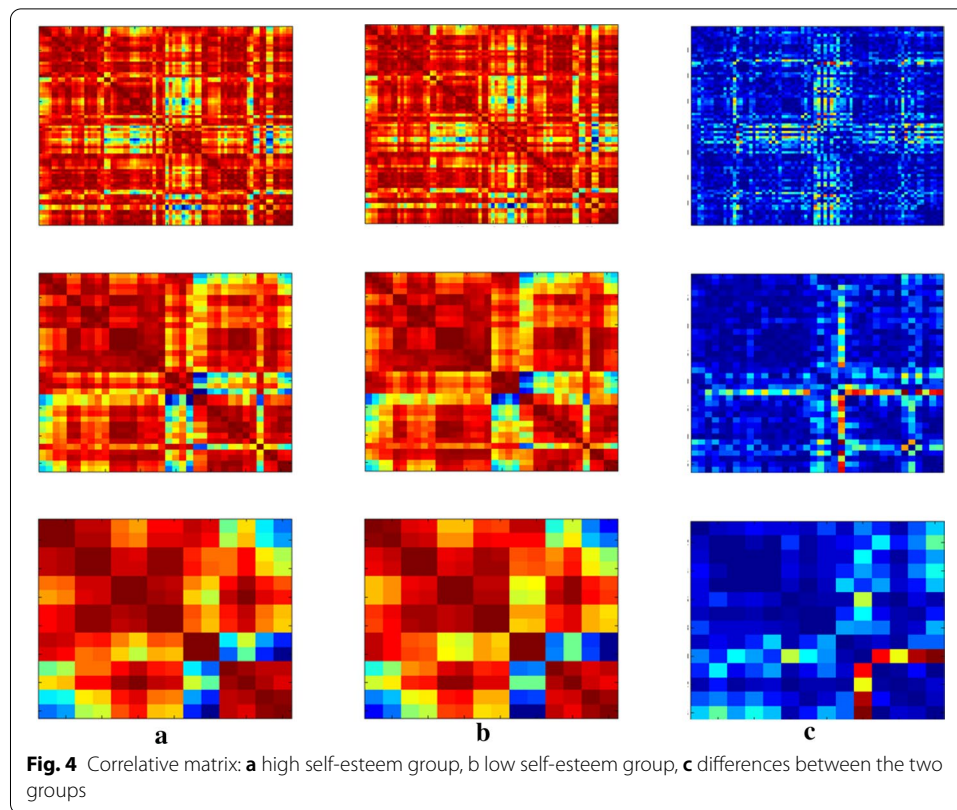 a b c
Fig. 4 Correlative matrix: a high self-esteem group, b low self-esteem group, c differences between the two
groups